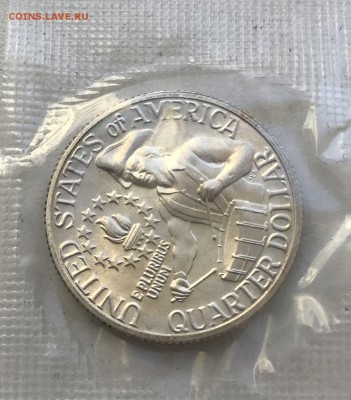 COINS.LAVE.RU
UNITED STATES of AMERICA
E PLURIBUS
UNUM
QUARTER DOLLAR